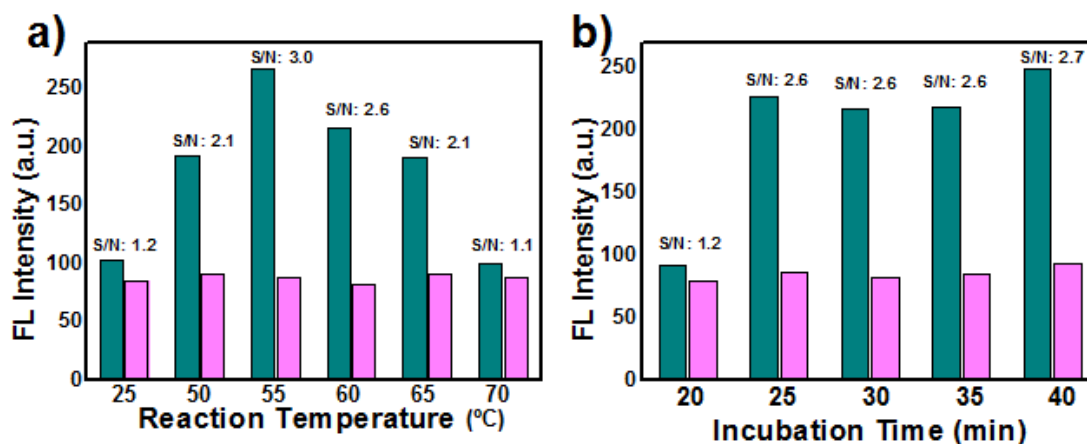 a)
FL Intensity (a.u.)
250
200
150
100
50
0
S/N: 1.2
S/N: 2.1
S/N: 3.0
S/N: 2.6
S/N: 2.1
S/N: 1.1
25 50 55 60 65 70
Reaction Temperature (ºC)
b)
FL Intensity (a.u.)
250
200
150
100
50
0
S/N: 1.2
S/N: 2.6
S/N: 2.6
S/N: 2.6
S/N: 2.7
20 25 30 35 40
Incubation Time (min)